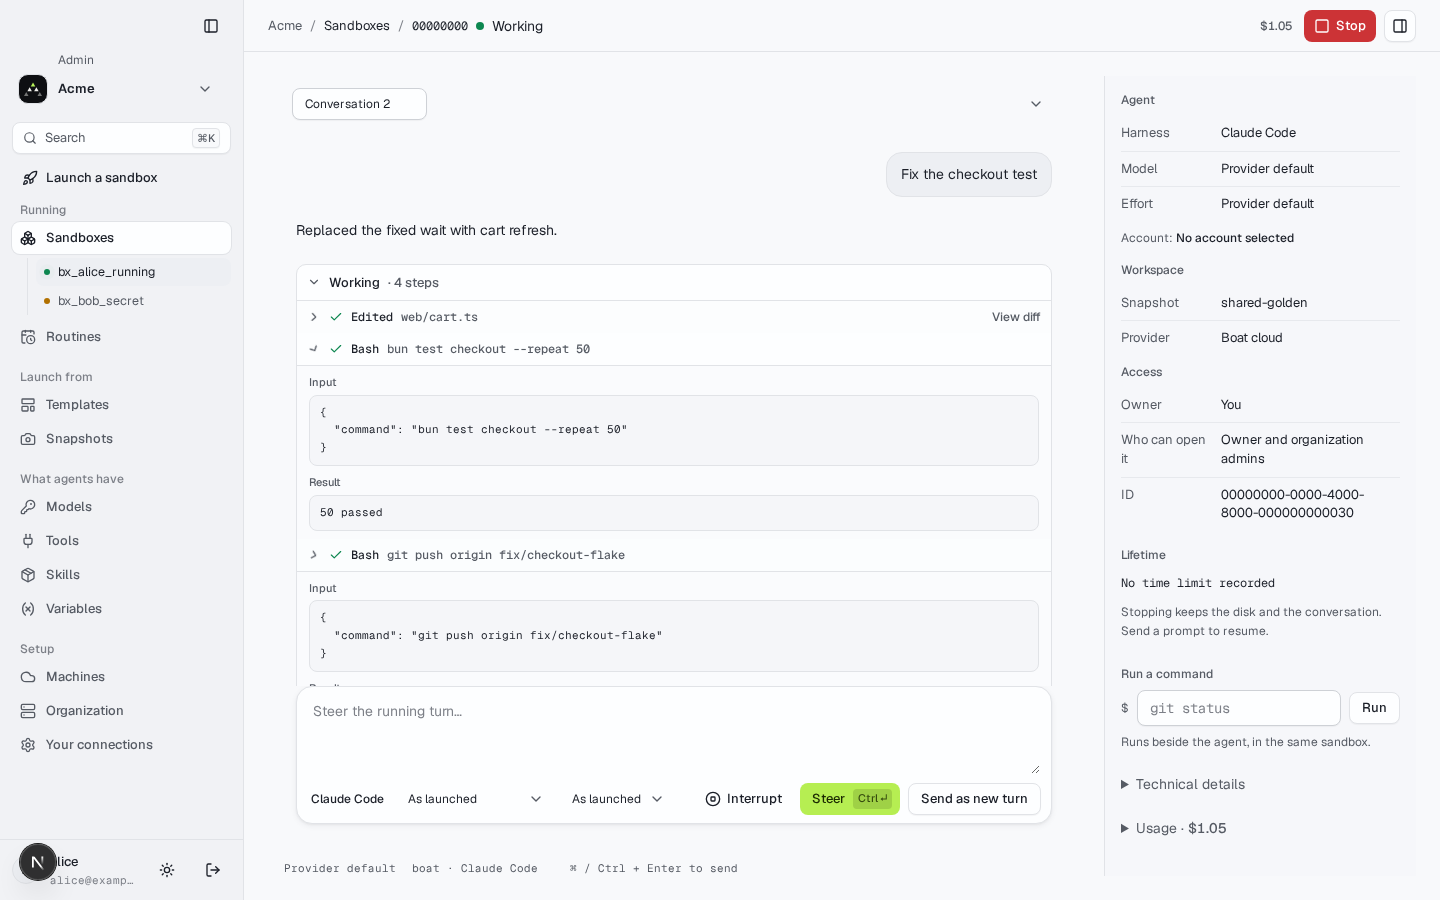 Admin
Acme
Search ⌘K
Launch a sandbox
Running
Sandboxes
bx_alice_running
bx_bob_secret
Routines
Launch from
Templates
Snapshots
What agents have
Models
Tools
Skills
Variables
Setup
Machines
Organization
Your connections
N
lice
alice@examp…
Acme / Sandboxes / 00000000 Working
$1.05 Stop
Conversation 2
Fix the checkout test
Replaced the fixed wait with cart refresh.
Working · 4 steps
Edited web/cart.ts View diff
Bash bun test checkout --repeat 50
Input
{
"command": "bun test checkout --repeat 50"
}
Result
50 passed
Bash git push origin fix/checkout-flake
Input
{
"command": "git push origin fix/checkout-flake"
}
Steer the running turn…
Claude Code As launched As launched Interrupt Steer Ctrl↵ Send as new turn
Provider default boat · Claude Code ⌘ / Ctrl + Enter to send
Agent
Harness Claude Code
Model Provider default
Effort Provider default
Account: No account selected
Workspace
Snapshot shared-golden
Provider Boat cloud
Access
Owner You
Who can open it Owner and organization admins
ID 00000000-0000-4000-8000-000000000030
Lifetime
No time limit recorded
Stopping keeps the disk and the conversation.
Send a prompt to resume.
Run a command
$ git status Run
Runs beside the agent, in the same sandbox.
Technical details
Usage · $1.05